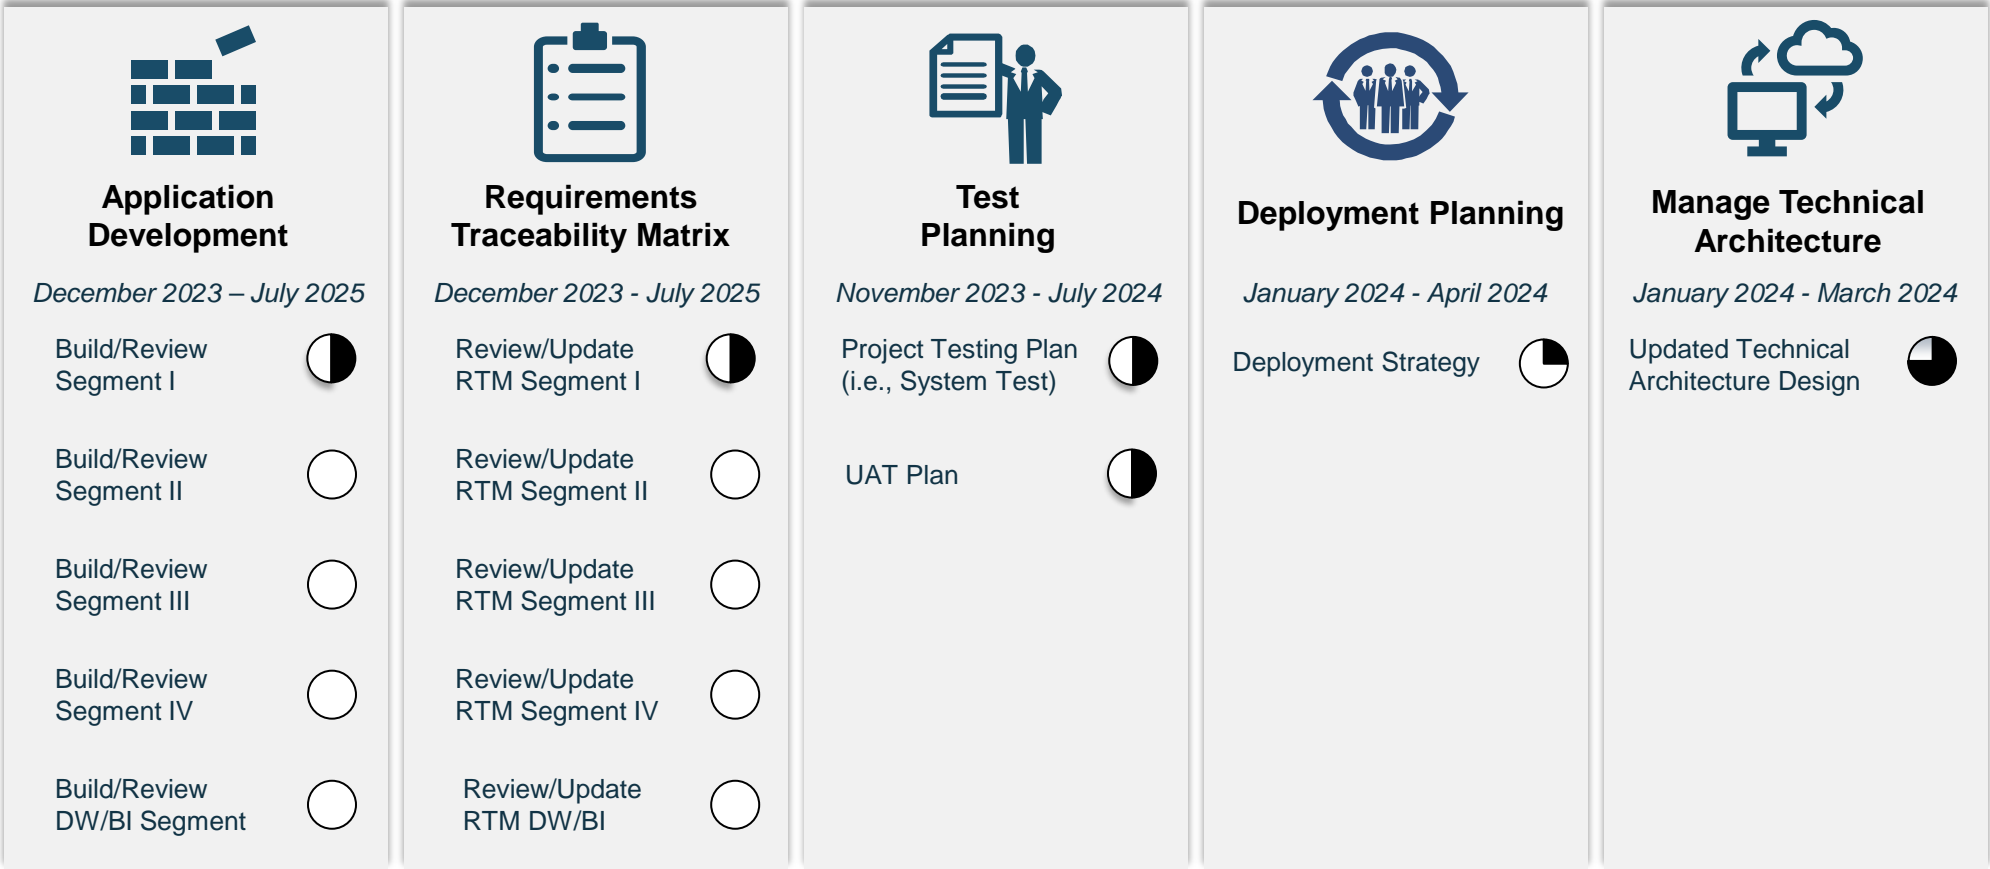 Application
Development
December 2023 – July 2025
Build/Review
Segment I
Build/Review
Segment II
Build/Review
Segment III
Build/Review
Segment IV
Build/Review
DW/BI Segment
Requirements
Traceability Matrix
December 2023 - July 2025
Review/Update
RTM Segment I
Review/Update
RTM Segment II
Review/Update
RTM Segment III
Review/Update
RTM Segment IV
Review/Update
RTM DW/BI
Test
Planning
November 2023 - July 2024
Project Testing Plan
(i.e., System Test)
UAT Plan
Deployment Planning
January 2024 - April 2024
Deployment Strategy
Manage Technical
Architecture
January 2024 - March 2024
Updated Technical
Architecture Design